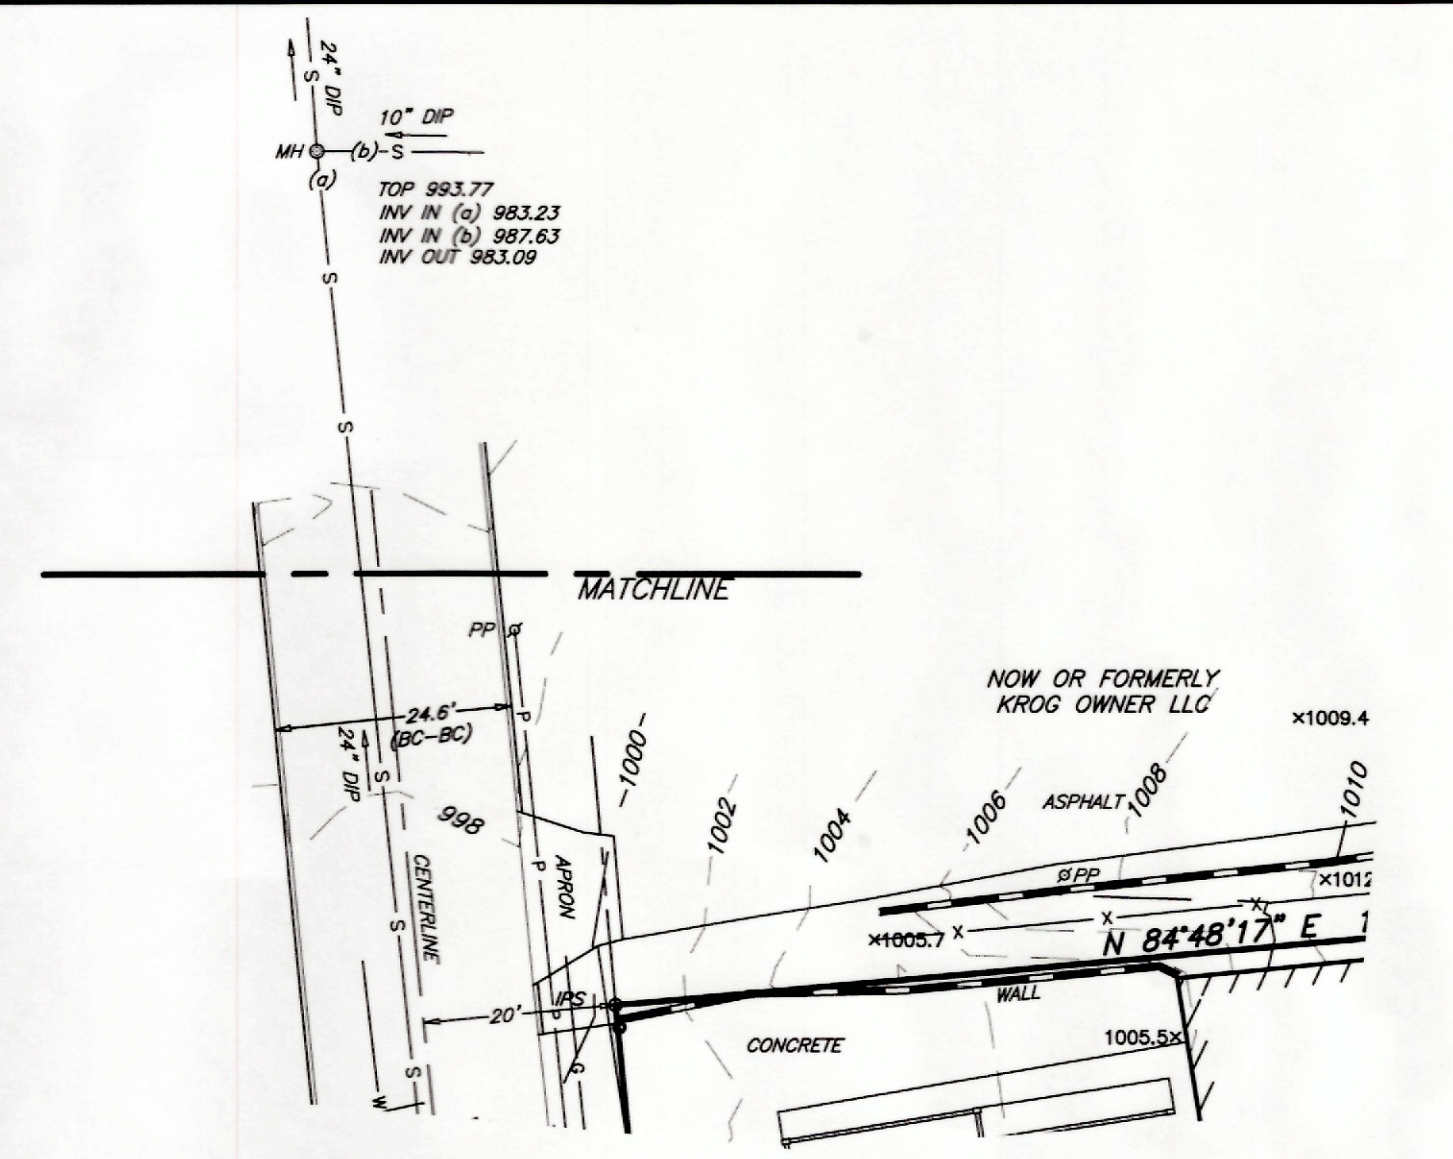 24" DIP
S
10" DIP
MH
(b)-S
(a)
TOP 993.77
INV IN (a) 983.23
INV IN (b) 987.63
INV OUT 983.09
S
S
MATCHLINE
PP
NOW OR FORMERLY
KROG OWNER LLC
24.6'
(BC-BC)
P
×1009.4
24" DIP
S
-1000-
998
1002
1004
-1006
ASPHALT
1008
1010
CENTERLINE
P
APRON
PP
×1012
S
×1005.7
X
X
X
N 84°48'17" E 1
IPS
WALL
20'
P
CONCRETE
1005.5×
S
G
W